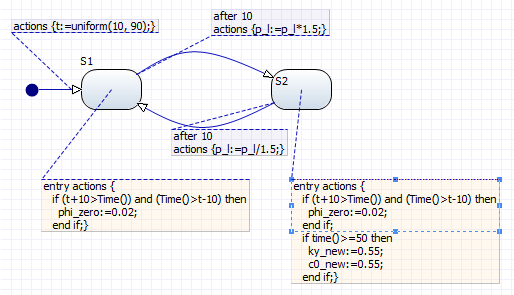 actions {t:=uniform(10, 90);}
after 10
actions {p_l:=p_l*1.5;}
S1
S2
after 10
actions {p_l:=p_l/1.5;}
entry actions {
if (t+10>Time()) and (Time()>t-10) then
phi_zero:=0.02;
end if;}
entry actions {
if (t+10>Time()) and (Time()>t-10) then
phi_zero:=0.02;
end if;
if time()>=50 then
ky_new:=0.55;
c0_new:=0.55;
end if;}